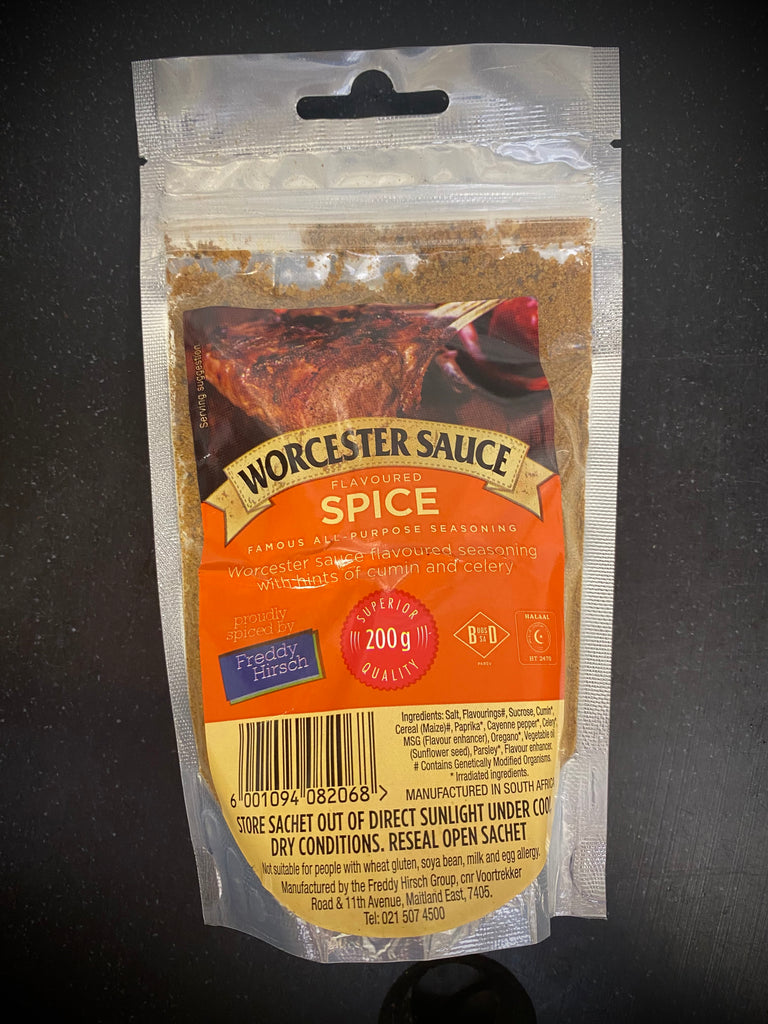 Serving suggestion
WORCESTER SAUCE
FLAVOURED
SPICE
FAMOUS ALL-PURPOSE SEASONING
Worcester sauce flavoured seasoning
with hints of cumin and celery
proudly
spiced by
Freddy
Hirsch
SUPERIOR
200 g
QUALITY
PAREV
HALAAL
HT 2470
Ingredients: Salt, Flavourings#, Sucrose, Cumin*,
Cereal (Maize)#, Paprika*, Cayenne pepper*, Celery*,
MSG (Flavour enhancer), Oregano*, Vegetable oil
(Sunflower seed), Parsley*, Flavour enhancer.
# Contains Genetically Modified Organisms.
* Irradiated ingredients.
6 001094 082068 >
MANUFACTURED IN SOUTH AFRICA
STORE SACHET OUT OF DIRECT SUNLIGHT UNDER COOL
DRY CONDITIONS. RESEAL OPEN SACHET
Not suitable for people with wheat gluten, soya bean, milk and egg allergy.
Manufactured by the Freddy Hirsch Group, cnr Voortrekker
Road & 11th Avenue, Maitland East, 7405.
Tel: 021 507 4500